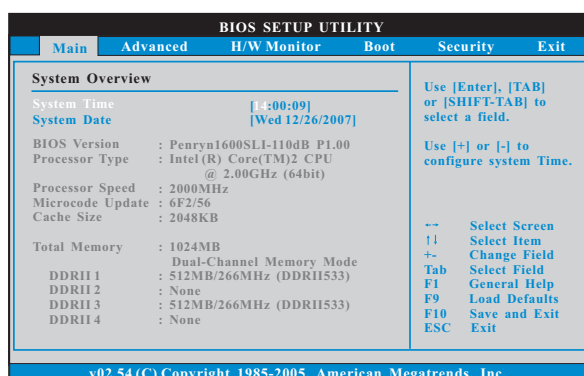 BIOS SETUP UTILITY
Main Advanced H/W Monitor Boot Security Exit
System Overview
System Time [14:00:09]
System Date [Wed 12/26/2007]
BIOS Version : Penryn1600SLI-110dB P1.00
Processor Type : Intel (R) Core(TM)2 CPU
@ 2.00GHz (64bit)
Processor Speed : 2000MHz
Microcode Update : 6F2/56
Cache Size : 2048KB
Total Memory : 1024MB
Dual-Channel Memory Mode
DDRII 1 : 512MB/266MHz (DDRII533)
DDRII 2 : None
DDRII 3 : 512MB/266MHz (DDRII533)
DDRII 4 : None
Use [Enter], [TAB]
or [SHIFT-TAB] to
select a field.
Use [+] or [-] to
configure system Time.
←→ Select Screen
↑↓ Select Item
+- Change Field
Tab Select Field
F1 General Help
F9 Load Defaults
F10 Save and Exit
ESC Exit
v02.54 (C) Copyright 1985-2005, American Megatrends, Inc.